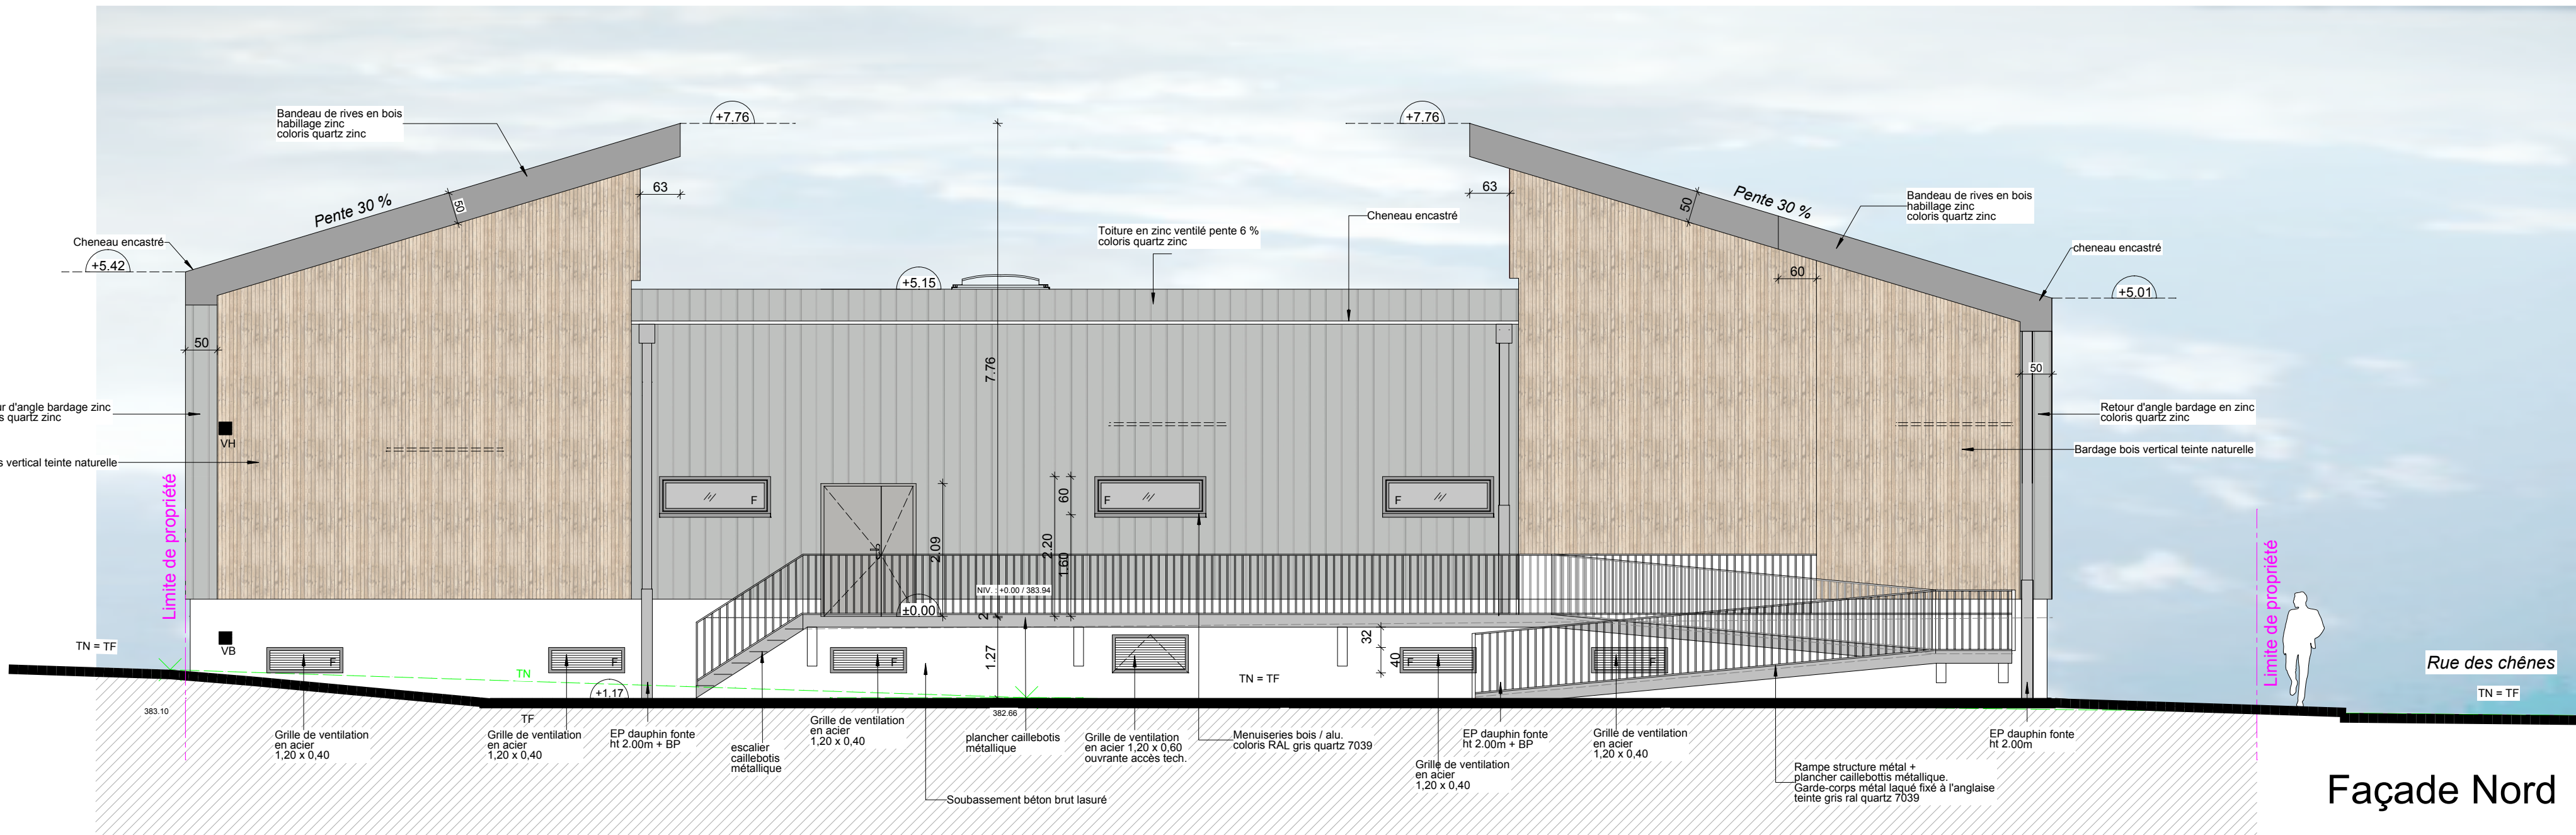 Bandeau de rives en bois
habillage zinc
coloris quartz zinc
+7.76
+7.76
63
63
Pente 30 %
50
50
Pente 30 %
Bandeau de rives en bois
habillage zinc
coloris quartz zinc
Cheneau encastré
Cheneau encastré
Toiture en zinc ventilé pente 6 %
coloris quartz zinc
cheneau encastré
+5.42
+5.15
60
+5.01
50
7.76
50
d'angle bardage zinc
quartz zinc
Retour d'angle bardage en zinc
coloris quartz zinc
VH
vertical teinte naturelle
Bardage bois vertical teinte naturelle
Limite de propriété
F
F
F
60
2.20
1.60
2.09
NIV. : +0.00 / 383.94
±0.00
2
1.27
32
40
Limite de propriété
VB
TN = TF
F
F
F
F
F
TN
TN = TF
+1.17
Rue des chênes
TN = TF
383.10
TF
382.66
Grille de ventilation
en acier
1,20 x 0,40
Grille de ventilation
en acier
1,20 x 0,40
EP dauphin fonte
ht 2.00m + BP
escalier
caillebotis
métallique
Grille de ventilation
en acier
1,20 x 0,40
plancher caillebotis
métallique
Grille de ventilation
en acier 1,20 x 0,60
ouvrante accès tech.
Menuiseries bois / alu.
coloris RAL gris quartz 7039
EP dauphin fonte
ht 2.00m + BP
Grille de ventilation
en acier
1,20 x 0,40
Grille de ventilation
en acier
1,20 x 0,40
EP dauphin fonte
ht 2.00m
Rampe structure métal +
plancher caillebottis métallique.
Garde-corps métal laqué fixé à l'anglaise
teinte gris ral quartz 7039
Soubassement béton brut lasuré
Façade Nord